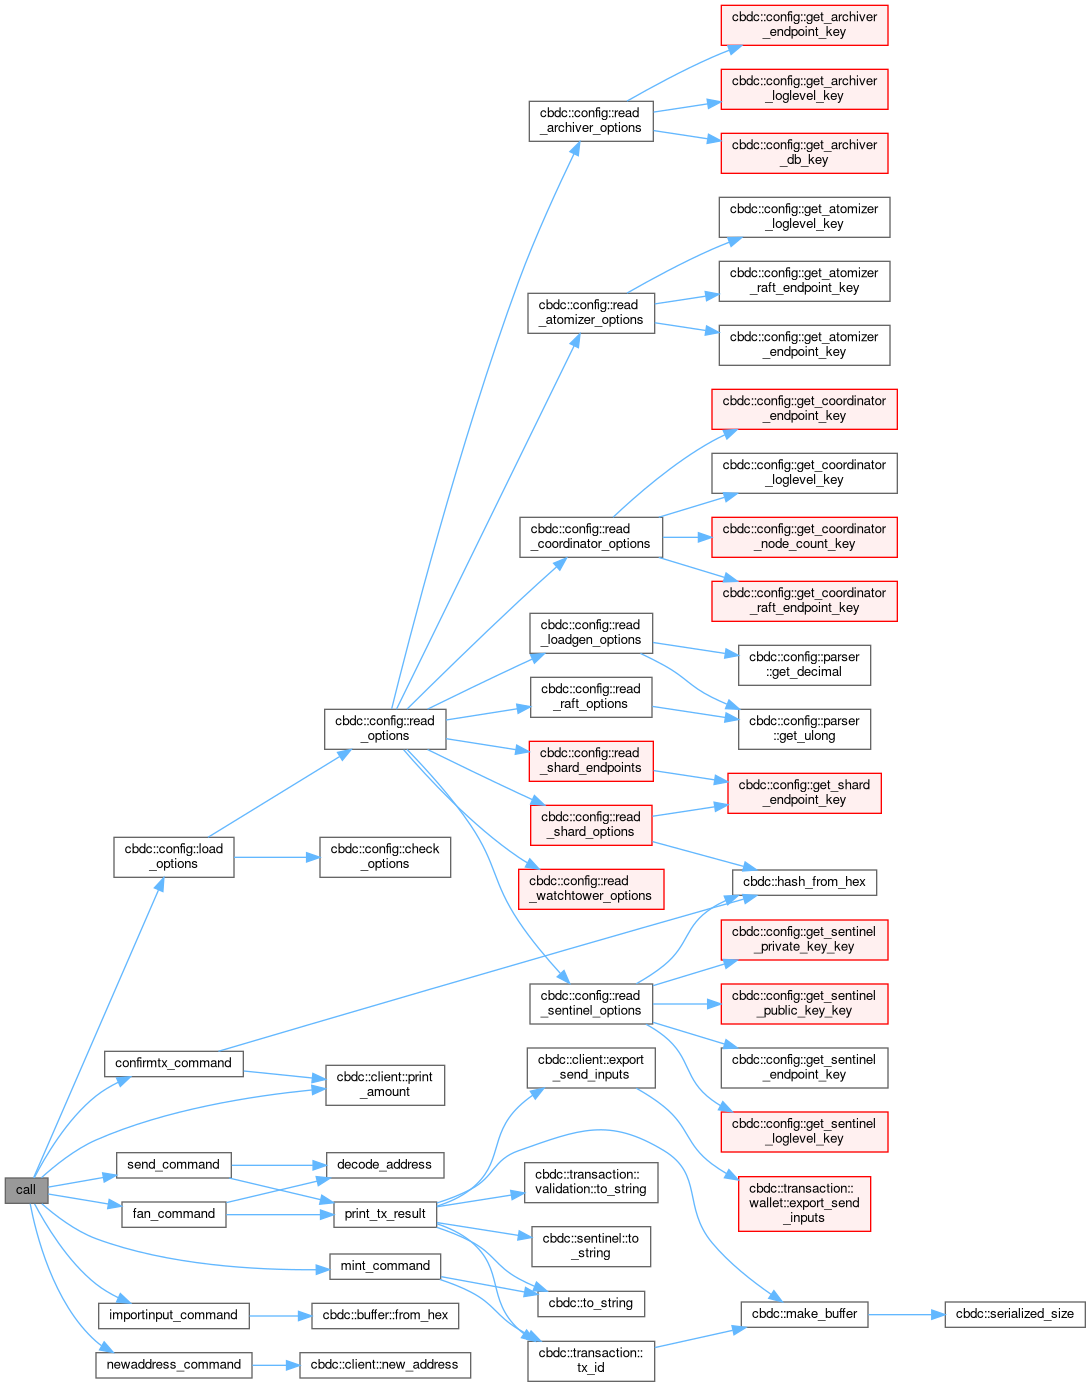 cbdc::config::get_archiver
_endpoint_key
cbdc::config::get_archiver
_loglevel_key
cbdc::config::read
_archiver_options
cbdc::config::get_archiver
_db_key
cbdc::config::get_atomizer
_loglevel_key
cbdc::config::get_atomizer
_raft_endpoint_key
cbdc::config::read
_atomizer_options
cbdc::config::get_atomizer
_endpoint_key
cbdc::config::get_coordinator
_endpoint_key
cbdc::config::get_coordinator
_loglevel_key
cbdc::config::read
_coordinator_options
cbdc::config::get_coordinator
_node_count_key
cbdc::config::get_coordinator
_raft_endpoint_key
cbdc::config::read
_loadgen_options
cbdc::config::parser
::get_decimal
cbdc::config::read
_raft_options
cbdc::config::read
_options
cbdc::config::parser
::get_ulong
cbdc::config::read
_shard_endpoints
cbdc::config::get_shard
_endpoint_key
cbdc::config::read
_shard_options
cbdc::config::load
_options
cbdc::config::check
_options
cbdc::config::read
_watchtower_options
cbdc::hash_from_hex
cbdc::config::get_sentinel
_private_key_key
cbdc::config::read
_sentinel_options
cbdc::config::get_sentinel
_public_key_key
confirmtx_command
cbdc::client::export
_send_inputs
cbdc::config::get_sentinel
_endpoint_key
cbdc::client::print
_amount
cbdc::config::get_sentinel
_loglevel_key
send_command
decode_address
cbdc::transaction::
validation::to_string
call
fan_command
print_tx_result
cbdc::transaction::
wallet::export_send
_inputs
cbdc::sentinel::to
_string
mint_command
cbdc::to_string
importinput_command
cbdc::buffer::from_hex
cbdc::make_buffer
cbdc::serialized_size
newaddress_command
cbdc::client::new_address
cbdc::transaction::
tx_id